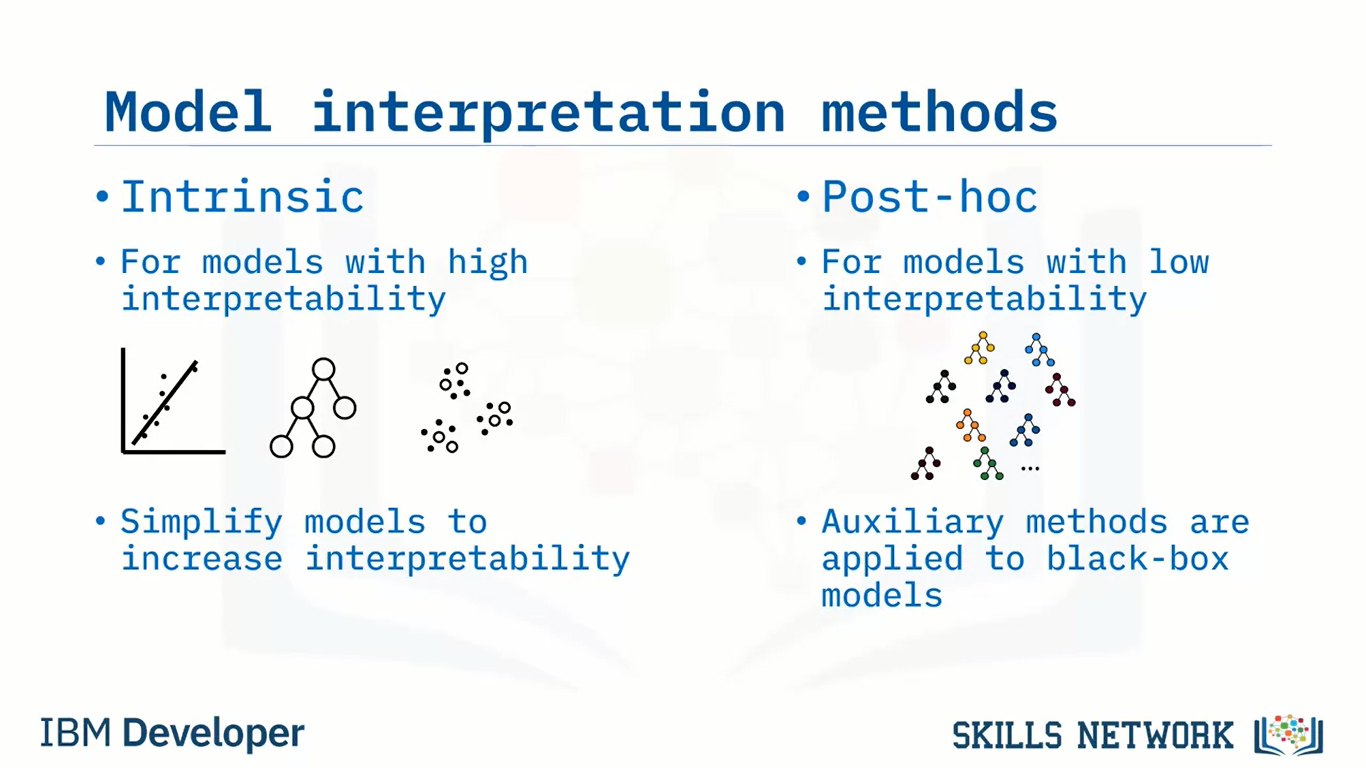 Model interpretation methods
• Intrinsic
• For models with high
interpretability
• Simplify models to
increase interpretability
• Post-hoc
• For models with low
interpretability
...
• Auxiliary methods are
applied to black-box
models
IBM Developer
SKILLS NETWORK